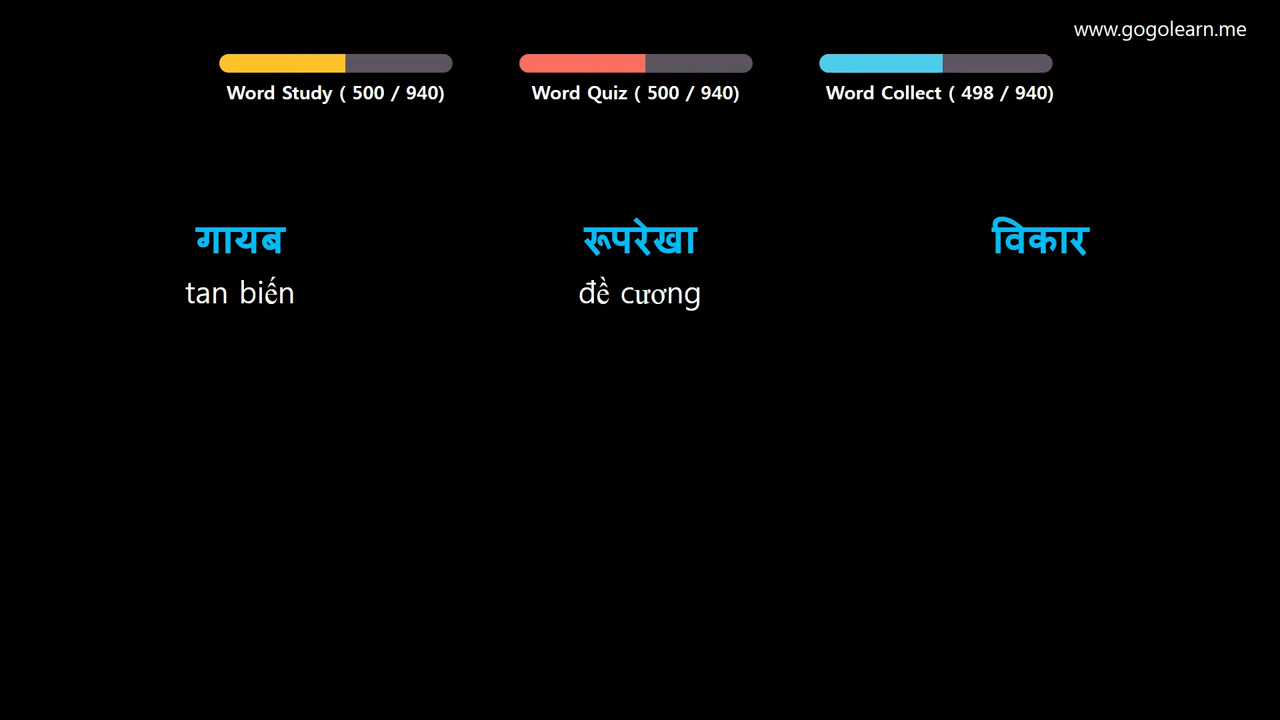 www.gogolearn.me
Word Study ( 500 / 940)
Word Quiz ( 500 / 940)
Word Collect ( 498 / 940)
गायब
tan biến
रूपरेखा
đề cương
विकार